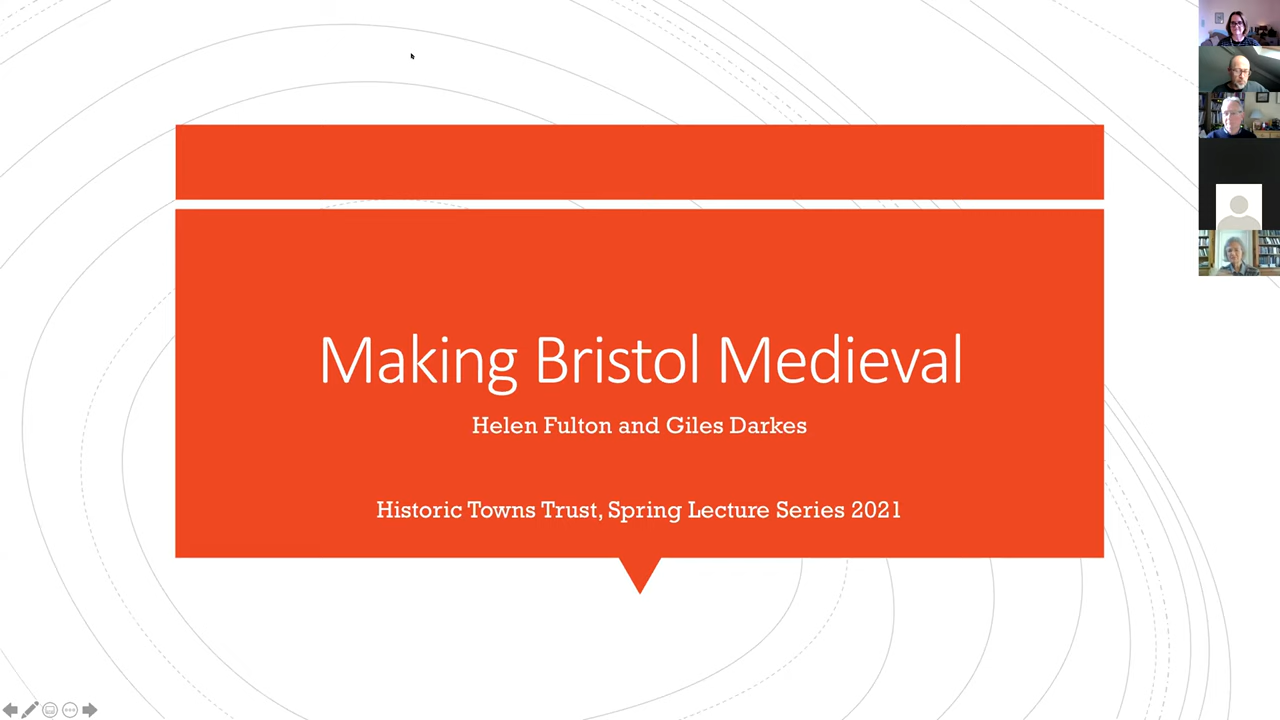 Making Bristol Medieval
Helen Fulton and Giles Darkes
Historic Towns Trust, Spring Lecture Series 2021